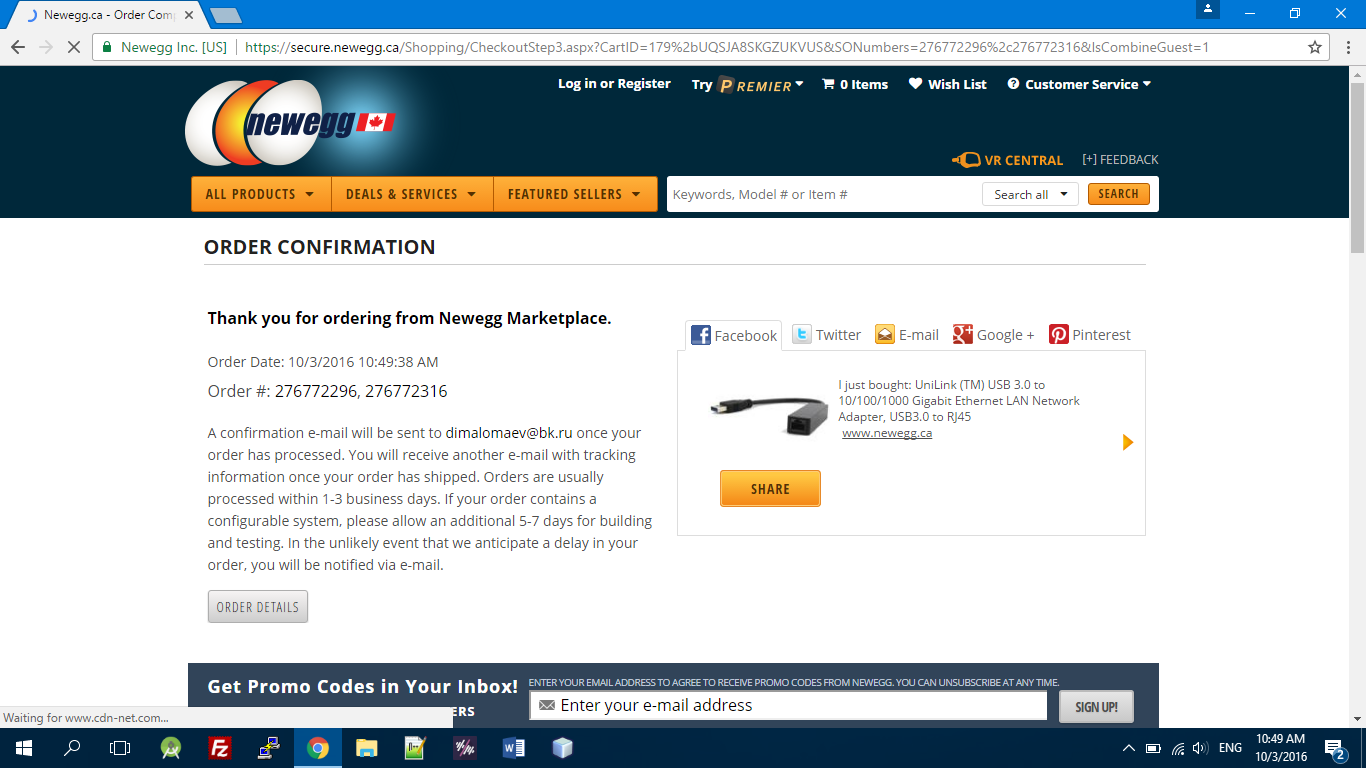 Newegg.ca - Order Com
Newegg Inc. [US]
https://secure.newegg.ca/Shopping/CheckoutStep3.aspx?CartID=179%2bUQSJA8SKGZUKVUS&SONumbers=276772296%2c276772316&IsCombineGuest=1
Log in or Register Try PREMIER 0 Items Wish List Customer Service
newegg
VR CENTRAL [+] FEEDBACK
ALL PRODUCTS DEALS & SERVICES FEATURED SELLERS Keywords, Model # or Item # Search all SEARCH
ORDER CONFIRMATION
Thank you for ordering from Newegg Marketplace.
Order Date: 10/3/2016 10:49:38 AM
Order #: 276772296, 276772316
A confirmation e-mail will be sent to dimalomaev@bk.ru once your
order has processed. You will receive another e-mail with tracking
information once your order has shipped. Orders are usually
processed within 1-3 business days. If your order contains a
configurable system, please allow an additional 5-7 days for building
and testing. In the unlikely event that we anticipate a delay in your
order, you will be notified via e-mail.
ORDER DETAILS
Facebook Twitter E-mail Google + Pinterest
I just bought: UniLink (TM) USB 3.0 to
10/100/1000 Gigabit Ethernet LAN Network
Adapter, USB3.0 to RJ45
www.newegg.ca
SHARE
Get Promo Codes in Your Inbox!
ERS
ENTER YOUR EMAIL ADDRESS TO AGREE TO RECEIVE PROMO CODES FROM NEWEGG. YOU CAN UNSUBSCRIBE AT ANY TIME.
Enter your e-mail address
SIGN UP!
Waiting for www.cdn-net.com...
ENG
10:49 AM
10/3/2016
2